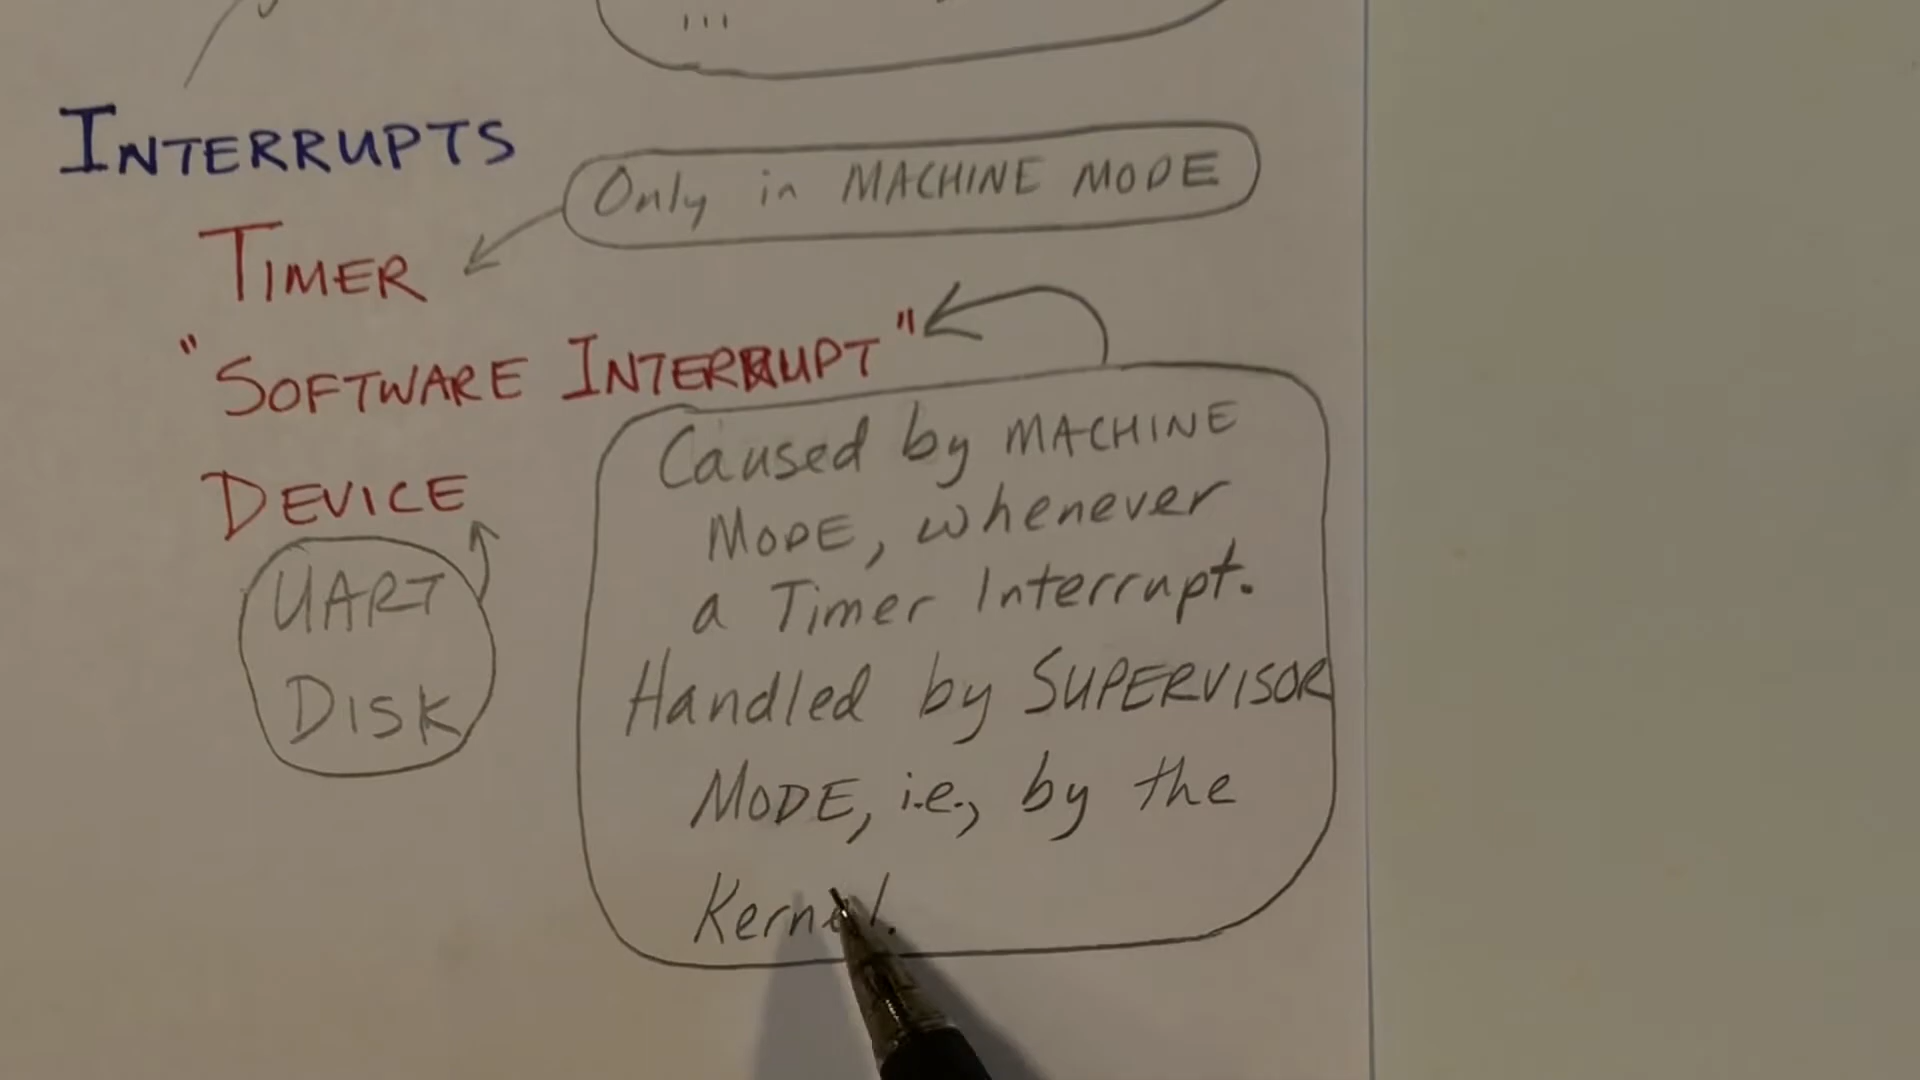 ...
INTERRUPTS
Only in MACHINE MODE
TIMER
"SOFTWARE INTERRUPT"
Caused by MACHINE
MODE, whenever
a Timer Interrupt.
Handled by SUPERVISOR
MODE, i.e., by the
Kernel.
DEVICE
UART
DISK